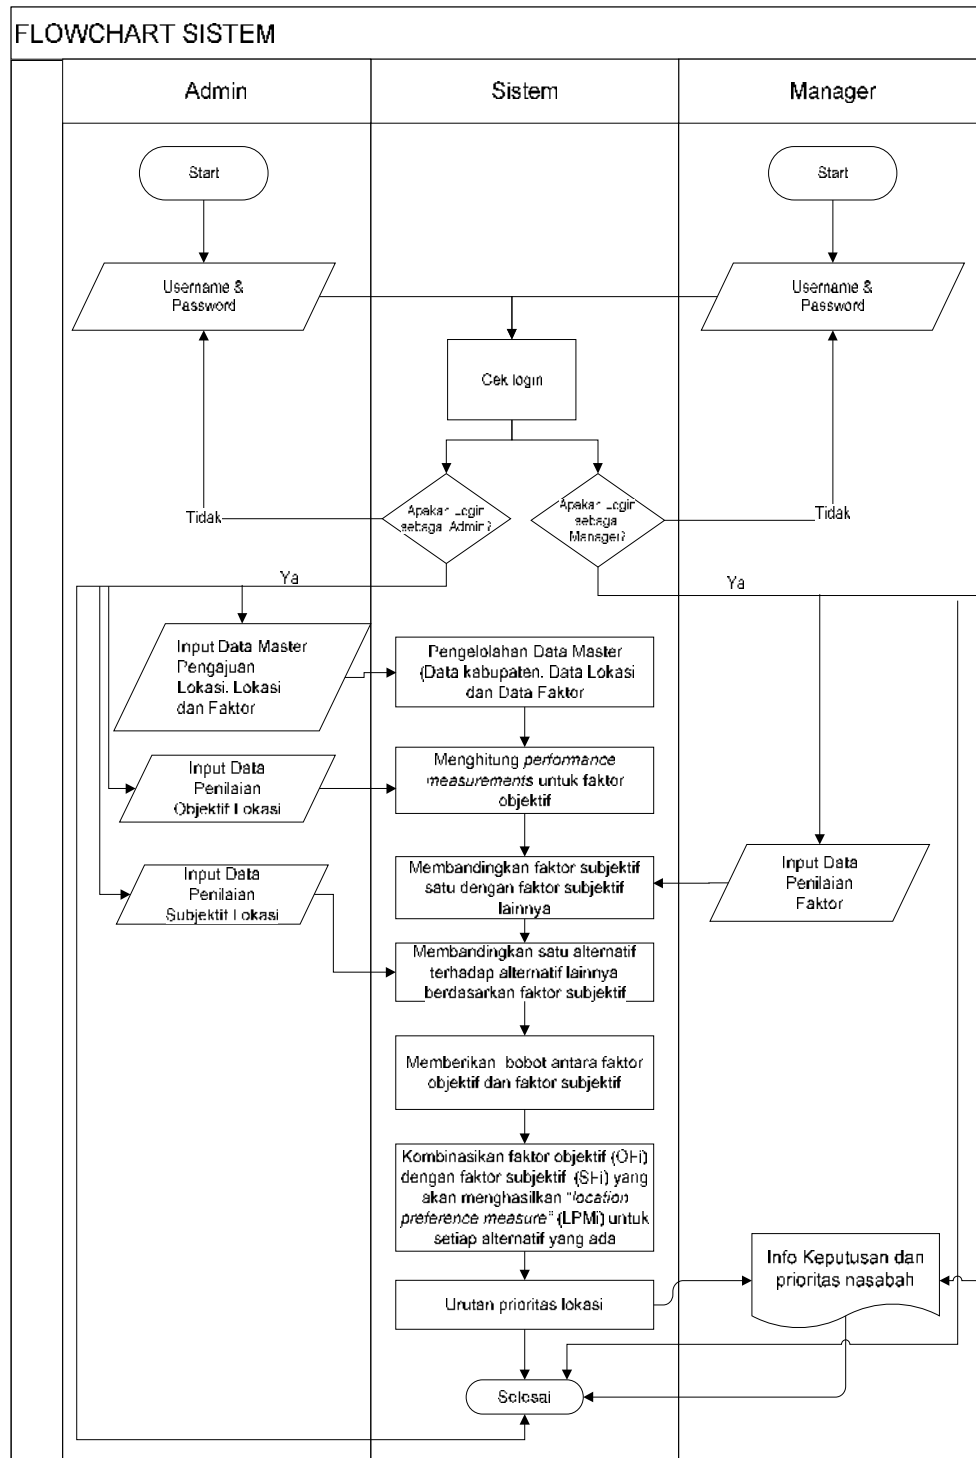 FLOWCHART SISTEM
Admin
Sistem
Manager
Start
Start
Username &
Password
Username &
Password
Cek login
Apakah Login
sebagai Admin?
Apakah Login
sebagai
Manager?
Tidak
Tidak
Ya
Ya
Input Data Master
Pengajuan
Lokasi. Lokasi
dan Faktor
Pengelolahan Data Master
(Data kabupaten. Data Lokasi
dan Data Faktor
Input Data
Penilaian
Objektif Lokasi
Menghitung performance
measurements untuk faktor
objektif
Input Data
Penilaian
Subjektif Lokasi
Membandingkan faktor subjektif
satu dengan faktor subjektif
lainnya
Input Data
Penilaian
Faktor
Membandingkan satu alternatif
terhadap alternatif lainnya
berdasarkan faktor subjektif
Memberikan bobot antara faktor
objektif dan faktor subjektif
Kombinasikan faktor objektif (OFi)
dengan faktor subjektif (SFi) yang
akan menghasilkan "location
preference measure" (LPMi) untuk
setiap alternatif yang ada
Info Keputusan dan
prioritas nasabah
Urutan prioritas lokasi
Selesai